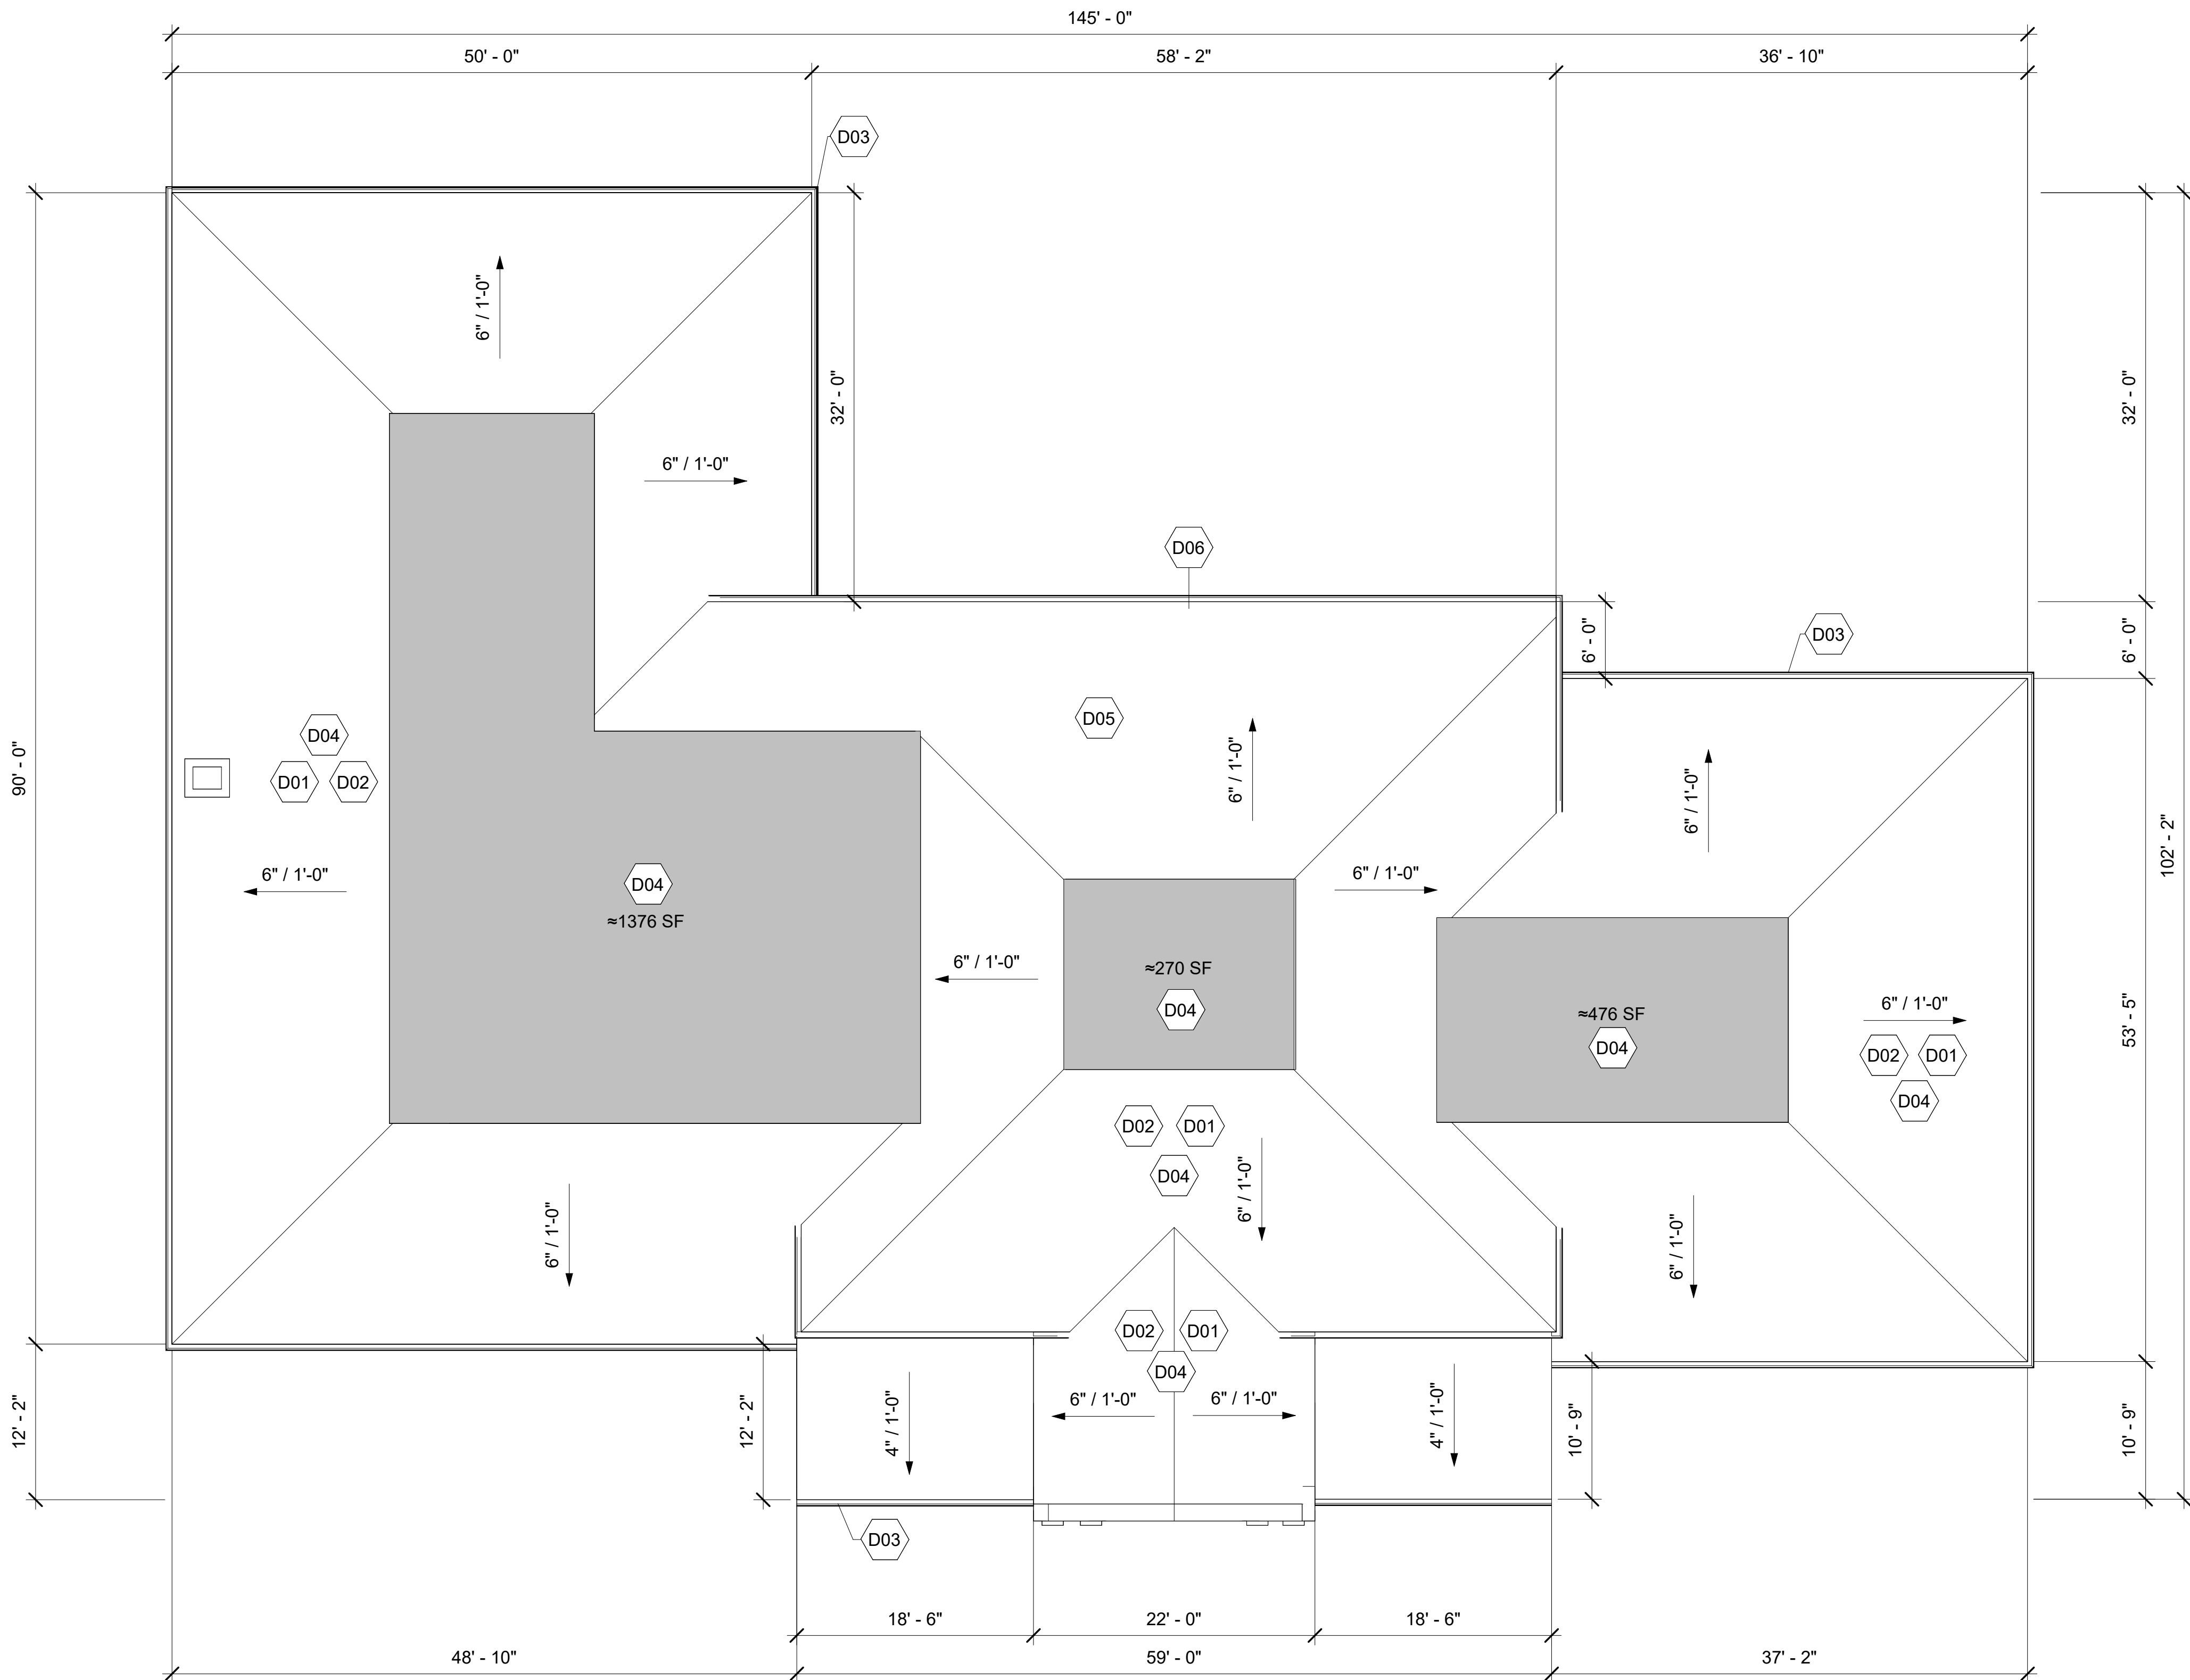 145' - 0"
50' - 0"
58' - 2"
36' - 10"
D03
6" / 1'-0"
32' - 0"
32' - 0"
6" / 1'-0"
D06
6' - 0"
D03
6' - 0"
D05
D04
D01
D02
90' - 0"
6" / 1'-0"
6" / 1'-0"
102' - 2"
6" / 1'-0"
D04
≈1376 SF
6" / 1'-0"
6" / 1'-0"
≈270 SF
D04
≈476 SF
D04
6" / 1'-0"
D02
D01
D04
53' - 5"
D02
D01
D04
6" / 1'-0"
6" / 1'-0"
6" / 1'-0"
D02
D01
D04
6" / 1'-0"
6" / 1'-0"
12' - 2"
12' - 2"
4" / 1'-0"
4" / 1'-0"
10' - 9"
10' - 9"
D03
18' - 6"
22' - 0"
18' - 6"
48' - 10"
59' - 0"
37' - 2"